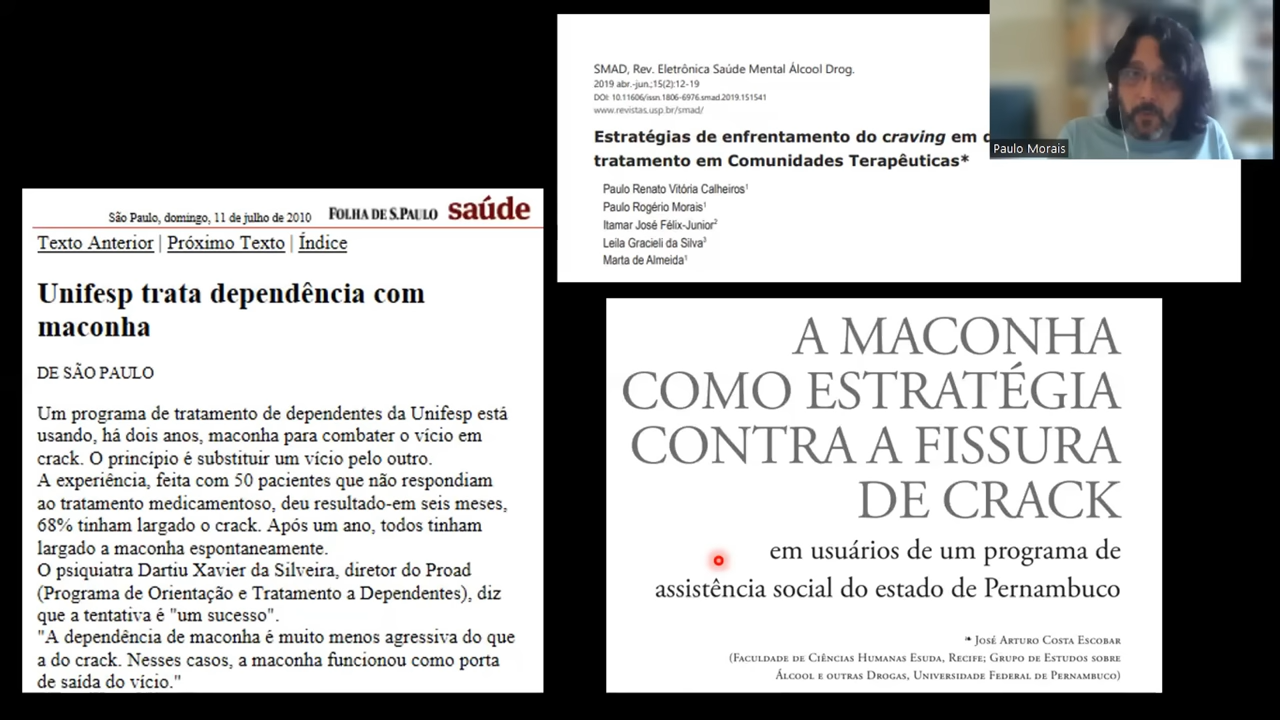 São Paulo, domingo, 11 de julho de 2010 FOLHA DE S.PAULO saúde
Texto Anterior | Próximo Texto | Índice
Unifesp trata dependência com
maconha
DE SÃO PAULO
Um programa de tratamento de dependentes da Unifesp está
usando, há dois anos, maconha para combater o vício em
crack. O princípio é substituir um vício pelo outro.
A experiência, feita com 50 pacientes que não respondiam
ao tratamento medicamentoso, deu resultado-em seis meses,
68% tinham largado o crack. Após um ano, todos tinham
largado a maconha espontaneamente.
O psiquiatra Dartiu Xavier da Silveira, diretor do Proad
(Programa de Orientação e Tratamento a Dependentes), diz
que a tentativa é "um sucesso".
"A dependência de maconha é muito menos agressiva do que
a do crack. Nesses casos, a maconha funcionou como porta
de saída do vício."
SMAD, Rev. Eletrônica Saúde Mental Álcool Drog.
2019 abr.-jun.;15(2):12-19
DOI: 10.11606/issn.1806-6976.smad.2019.151541
www.revistas.usp.br/smad/
Estratégias de enfrentamento do craving em
tratamento em Comunidades Terapêuticas*
Paulo Renato Vitória Calheiros¹
Paulo Rogério Morais¹
Itamar José Félix-Junior²
Leila Gracieli da Silva³
Marta de Almeida¹
Paulo Morais
A MACONHA
COMO ESTRATÉGIA
CONTRA A FISSURA
DE CRACK
em usuários de um programa de
assistência social do estado de Pernambuco
❧ José Arturo Costa Escobar
(Faculdade de Ciências Humanas Esuda, Recife; Grupo de Estudos sobre
Álcool e outras Drogas, Universidade Federal de Pernambuco)